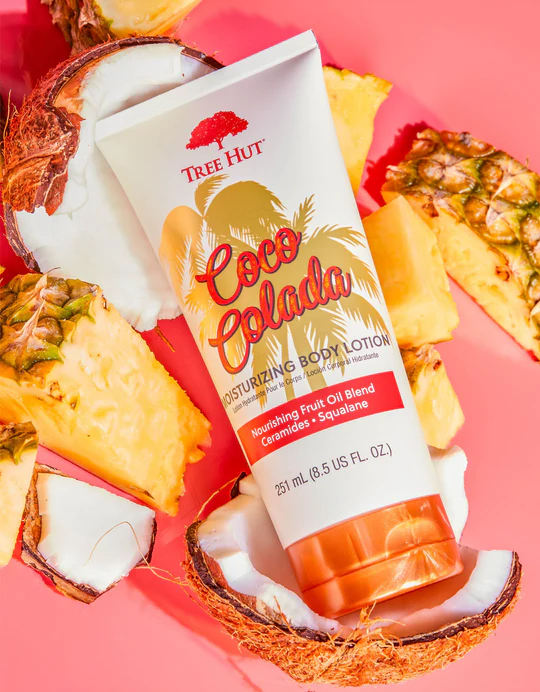 TREE HUT
Coco
Colada
MOISTURIZING BODY LOTION
Lotion Hydratante Pour le Corps / Loción Corporal Hidratante
Nourishing Fruit Oil Blend
Ceramides • Squalane
251 mL (8.5 US FL. OZ.)